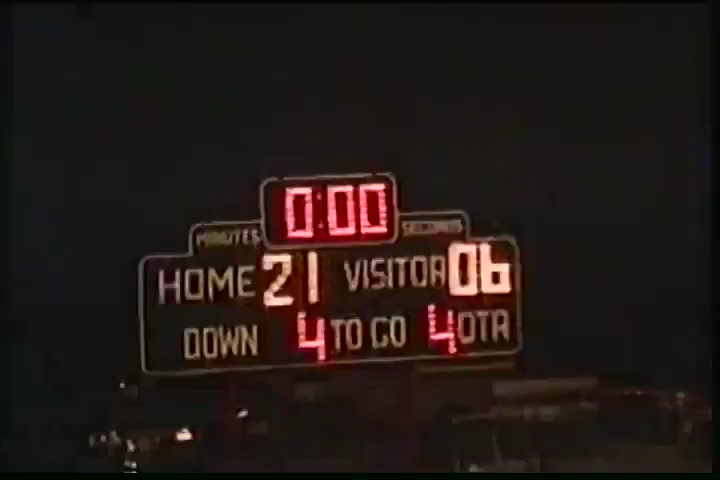 0:00
MINUTES SECONDS
HOME 21 VISITOR 06
DOWN 4 TO GO 4 QTR